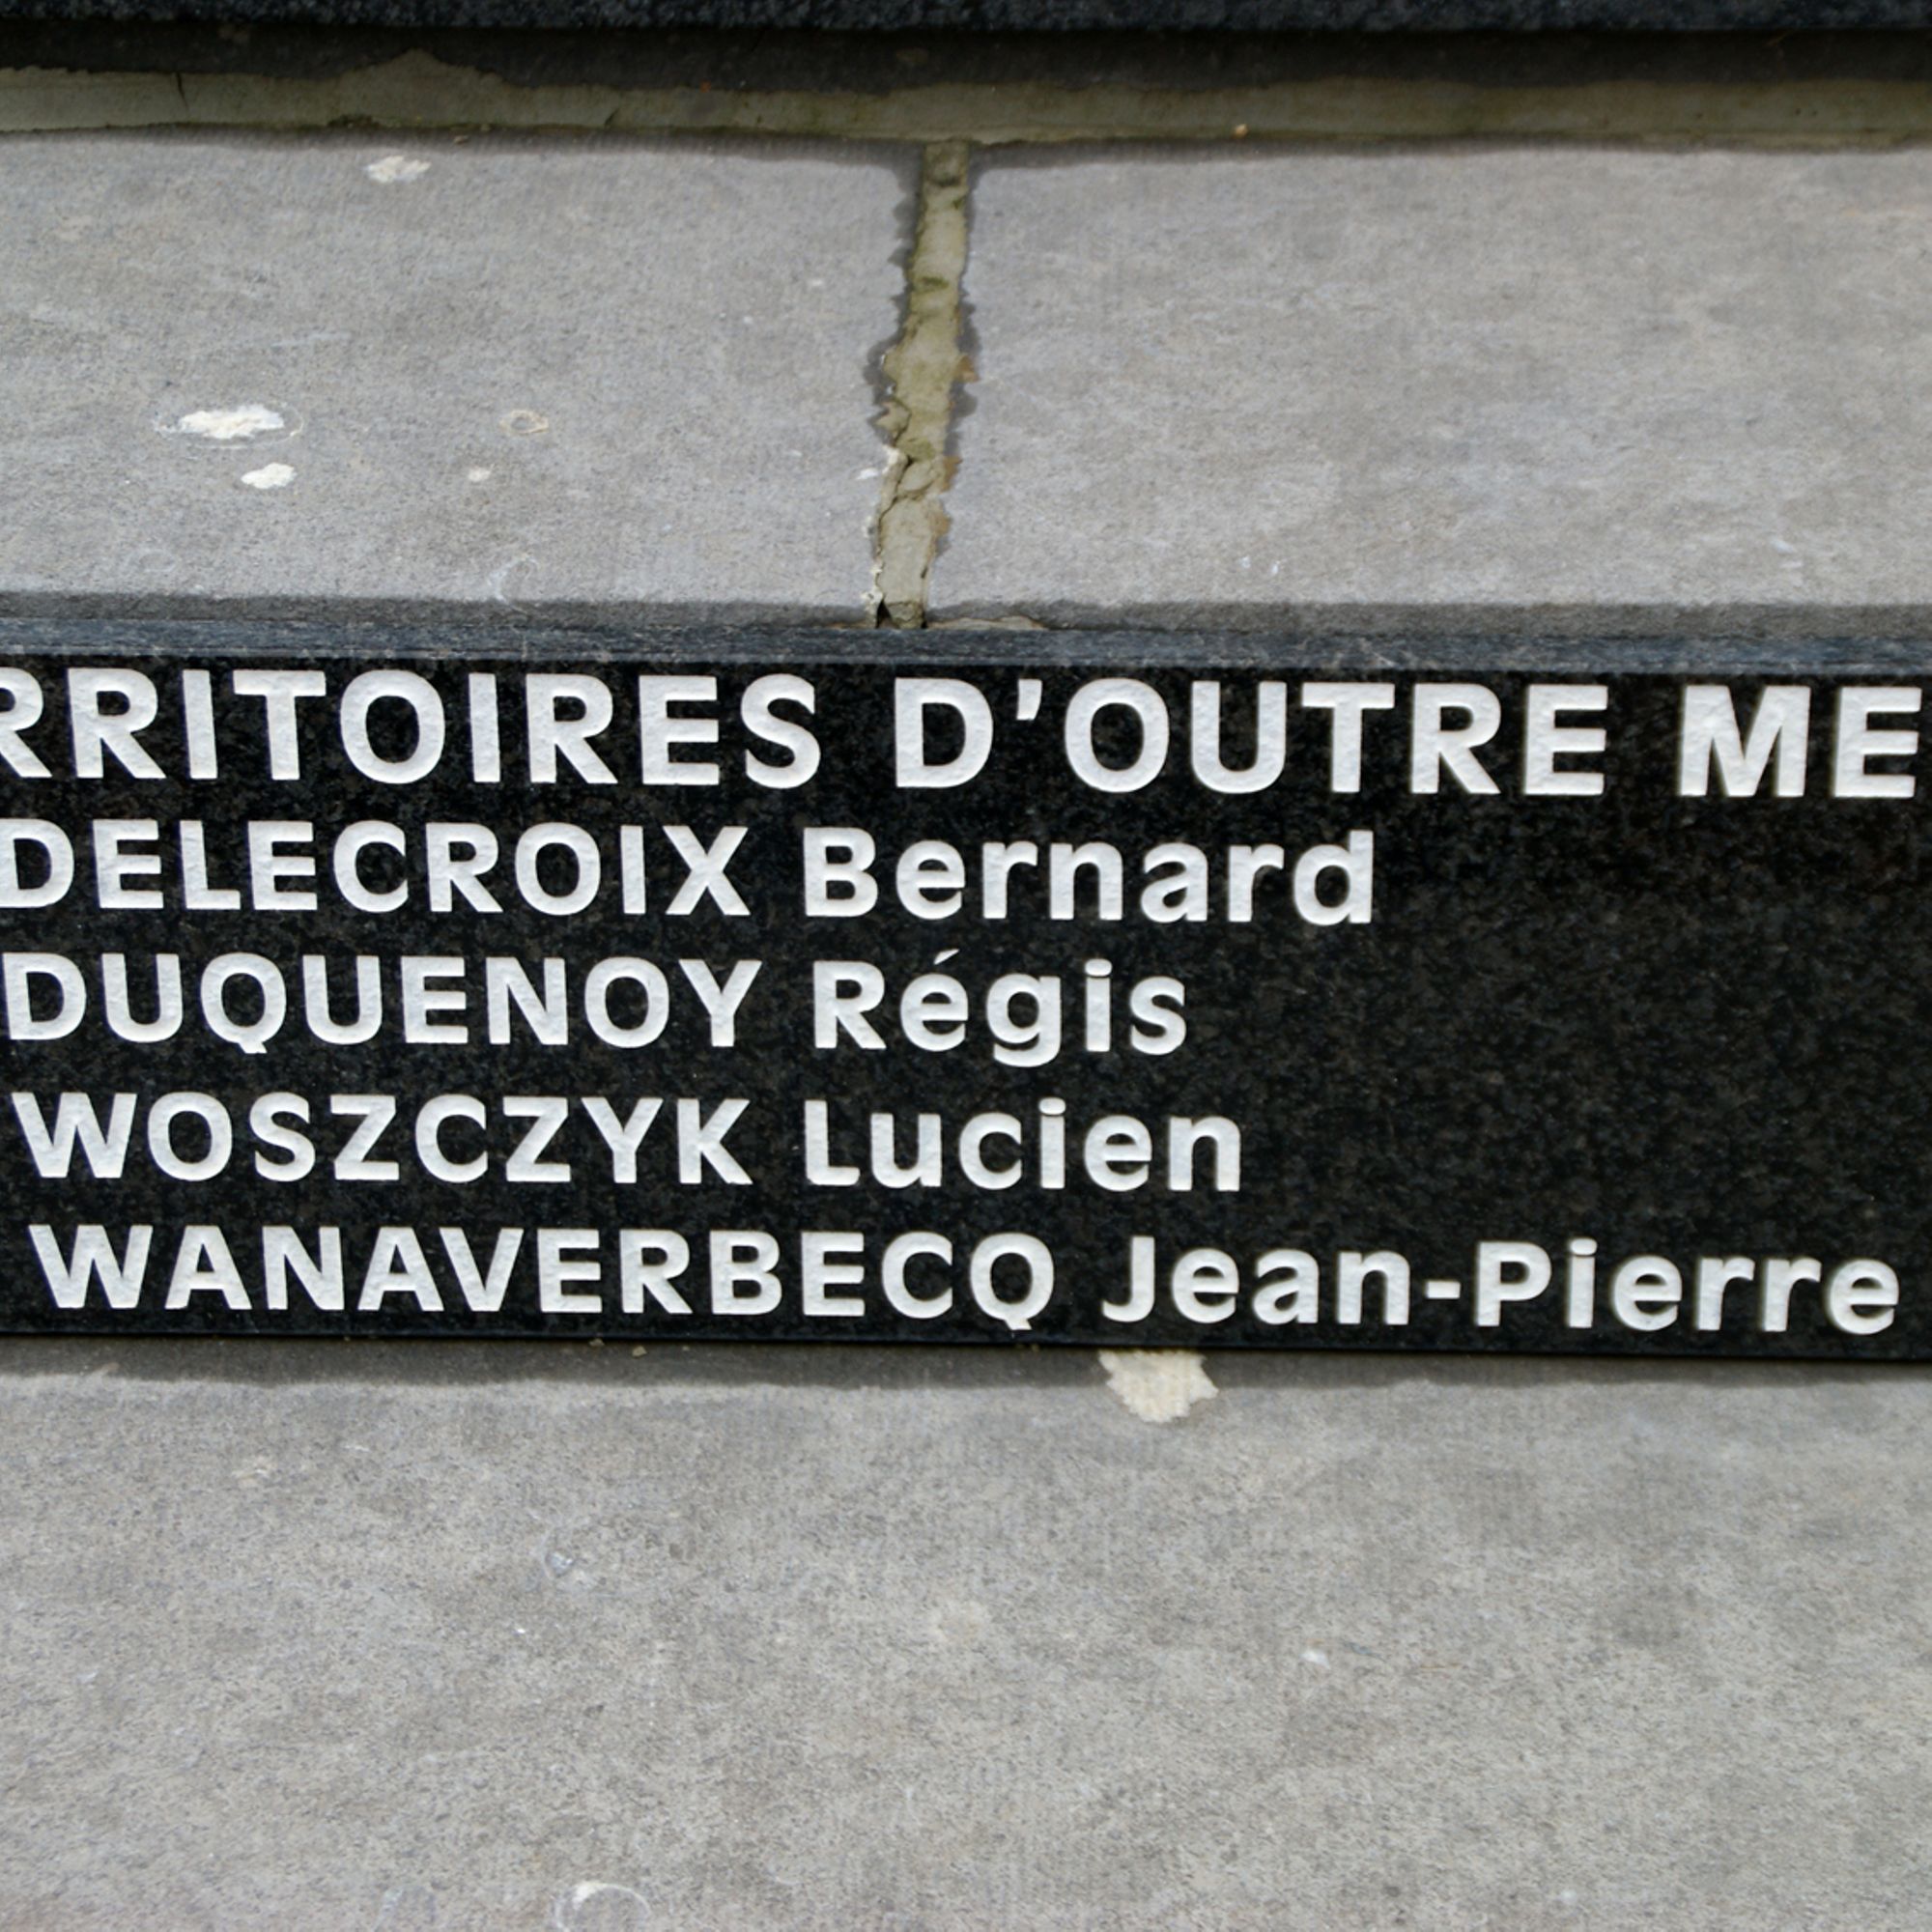 RRITOIRES D'OUTRE ME
DELECROIX Bernard
DUQUENOY Régis
WOSZCZYK Lucien
WANAVERBECQ Jean-Pierre